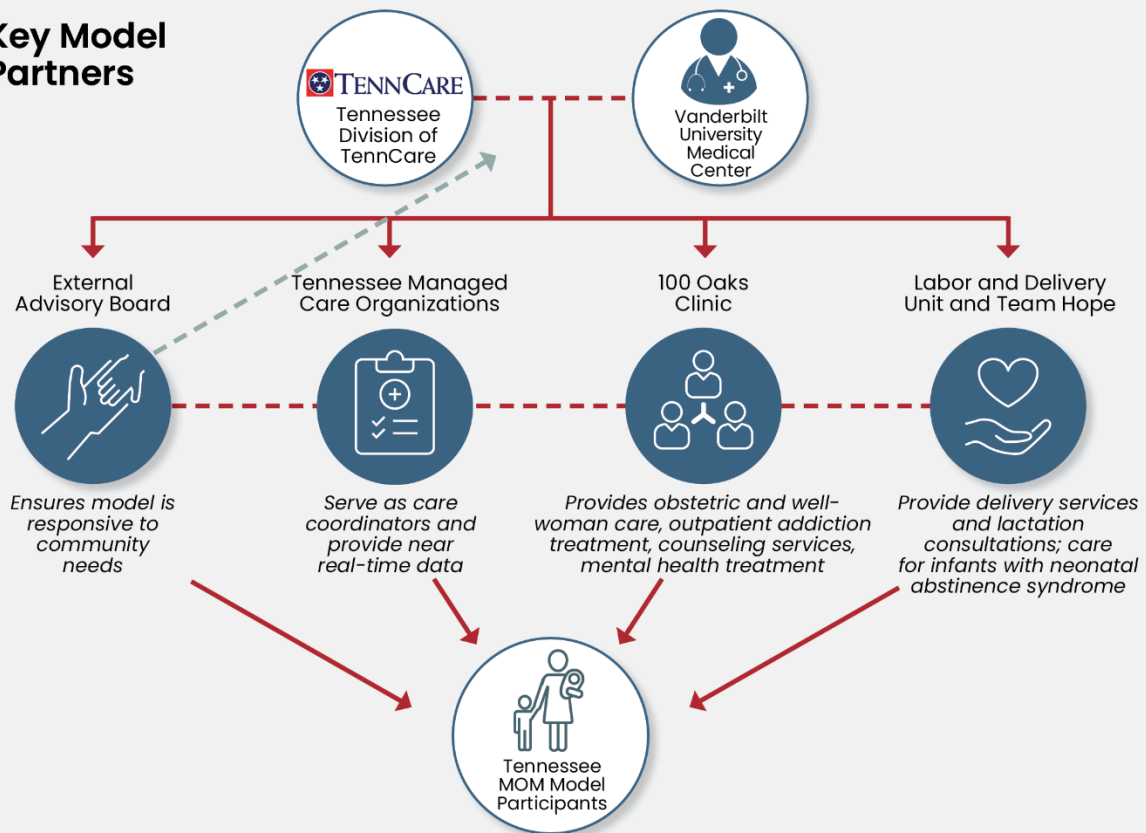 Key Model
Partners
TENNCARE
Tennessee
Division of
TennCare
Vanderbilt
University
Medical
Center
External
Advisory Board
Tennessee Managed
Care Organizations
100 Oaks
Clinic
Labor and Delivery
Unit and Team Hope
Ensures model is
responsive to
community
needs
Serve as care
coordinators and
provide near
real-time data
Provides obstetric and well-
woman care, outpatient addiction
treatment, counseling services,
mental health treatment
Provide delivery services
and lactation
consultations; care
for infants with neonatal
abstinence syndrome
Tennessee
MOM Model
Participants